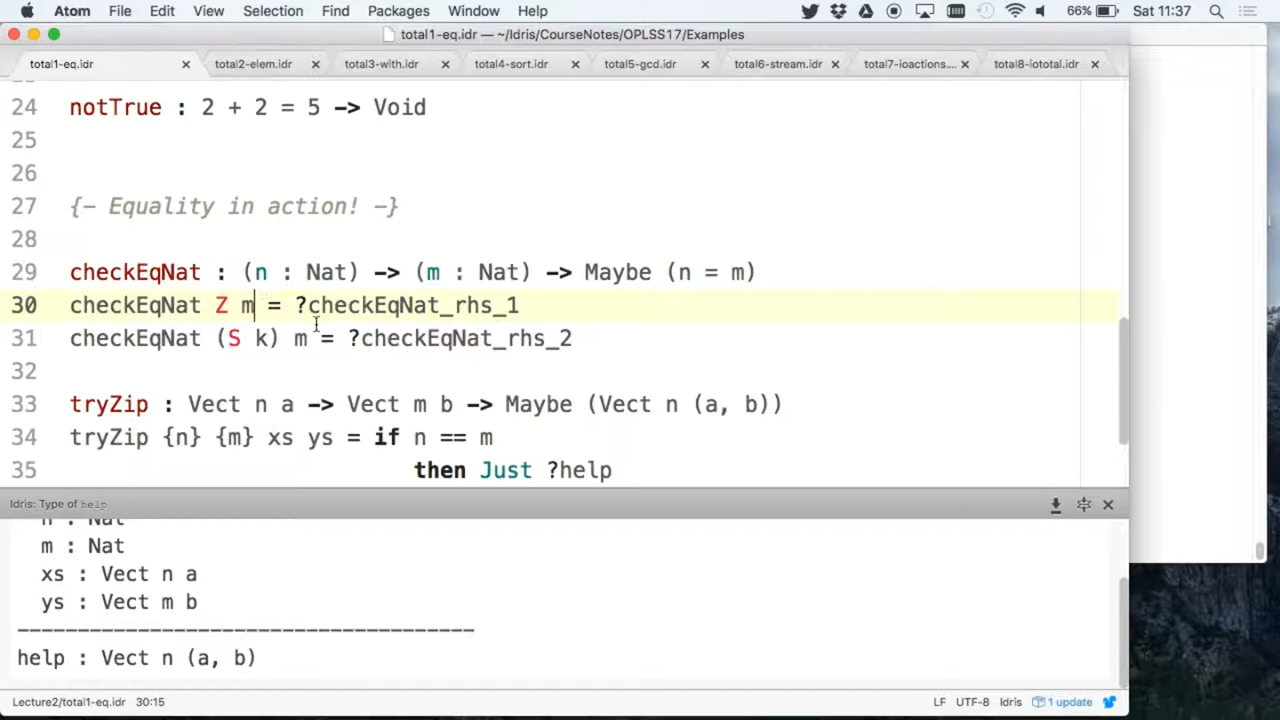 Atom File Edit View Selection Find Packages Window Help 66% Sat 11:37
total1-eq.idr — ~/Idris/CourseNotes/OPLSS17/Examples
total1-eq.idr total2-elem.idr total3-with.idr total4-sort.idr total5-gcd.idr total6-stream.idr total7-ioactions.... total8-iototal.idr
24 notTrue : 2 + 2 = 5 -> Void
25
26
27 {- Equality in action! -}
28
29 checkEqNat : (n : Nat) -> (m : Nat) -> Maybe (n = m)
30 checkEqNat Z m = ?checkEqNat_rhs_1
31 checkEqNat (S k) m = ?checkEqNat_rhs_2
32
33 tryZip : Vect n a -> Vect m b -> Maybe (Vect n (a, b))
34 tryZip {n} {m} xs ys = if n == m
35 then Just ?help
Idris: Type of help
n : Nat
m : Nat
xs : Vect n a
ys : Vect m b
--------------------------------------
help : Vect n (a, b)
Lecture2/total1-eq.idr 30:15 LF UTF-8 Idris 1 update